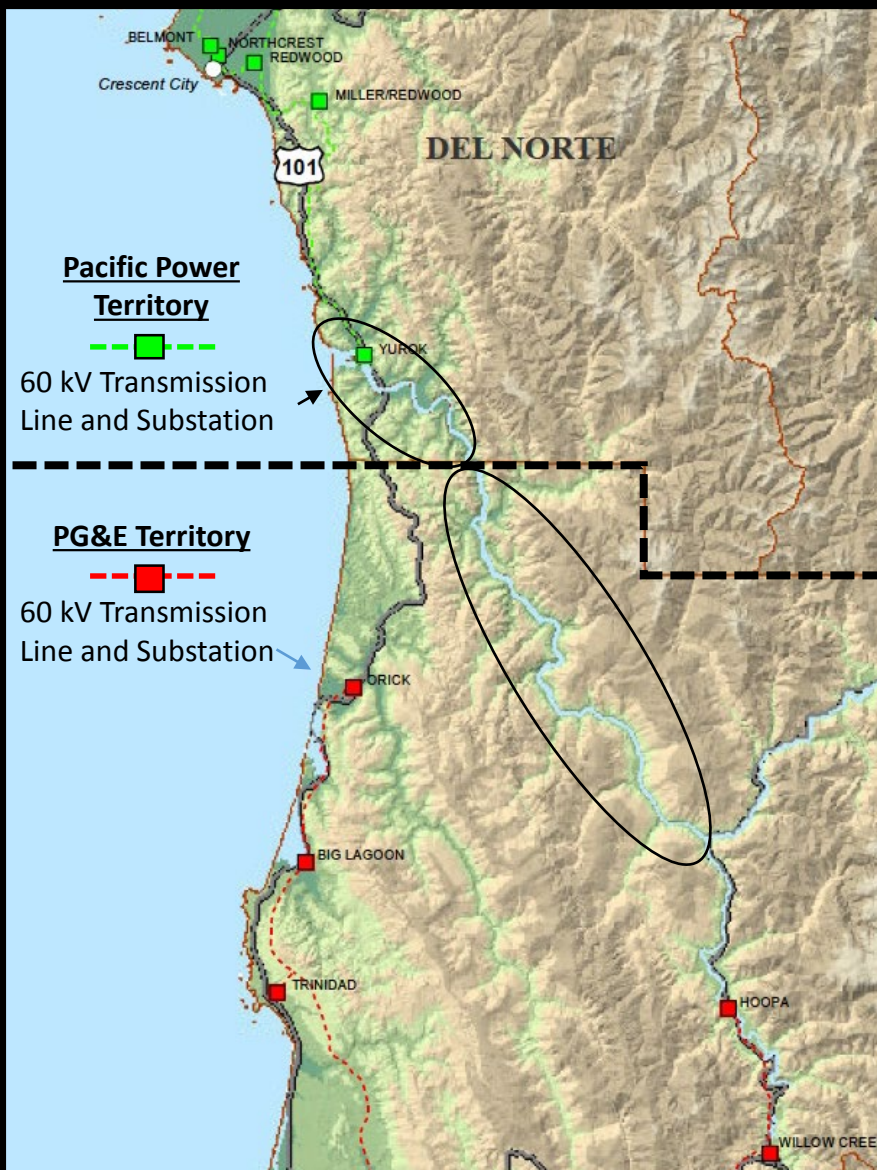 BELMONT
NORTHCREST
REDWOOD
Crescent City
MILLER/REDWOOD
DEL NORTE
101
Pacific Power
Territory
60 kV Transmission
Line and Substation
YUROK
PG&E Territory
60 kV Transmission
Line and Substation
ORICK
BIG LAGOON
TRINIDAD
HOOPA
WILLOW CREE